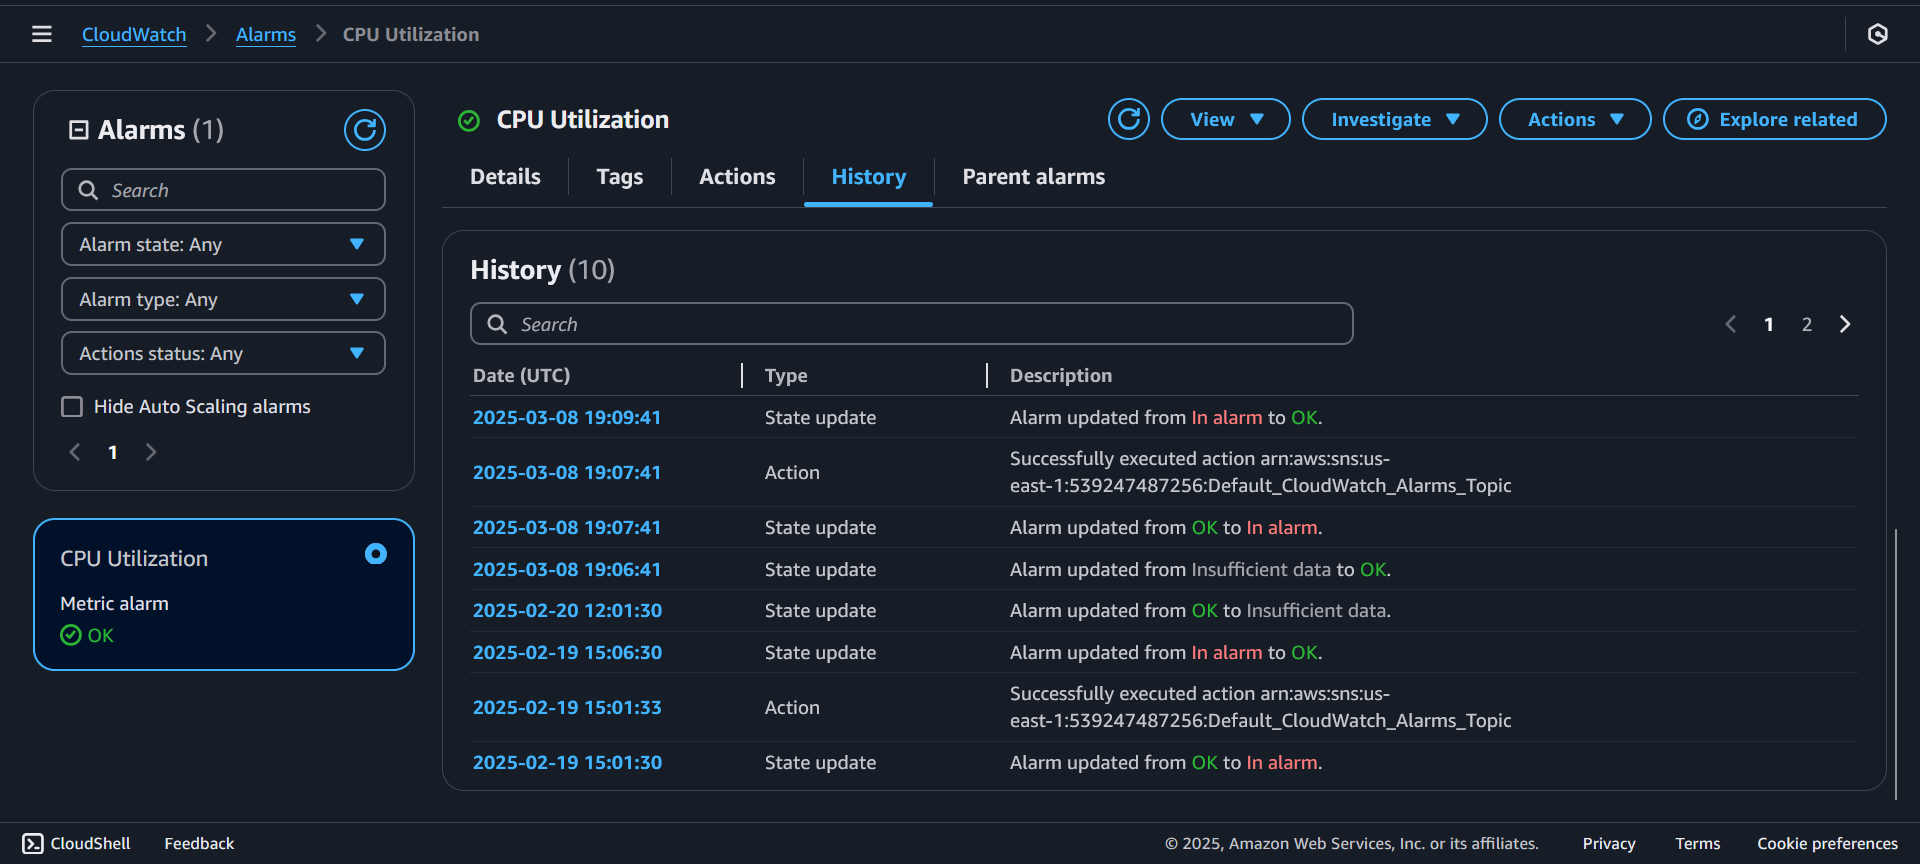 CloudWatch > Alarms > CPU Utilization
Alarms (1)
Search
Alarm state: Any
Alarm type: Any
Actions status: Any
Hide Auto Scaling alarms
1
CPU Utilization
Metric alarm
OK
CPU Utilization
View Investigate Actions Explore related
Details Tags Actions History Parent alarms
History (10)
Search
1 2
Date (UTC) Type Description
2025-03-08 19:09:41 State update Alarm updated from In alarm to OK.
2025-03-08 19:07:41 Action Successfully executed action arn:aws:sns:us-
east-1:539247487256:Default_CloudWatch_Alarms_Topic
2025-03-08 19:07:41 State update Alarm updated from OK to In alarm.
2025-03-08 19:06:41 State update Alarm updated from Insufficient data to OK.
2025-02-20 12:01:30 State update Alarm updated from OK to Insufficient data.
2025-02-19 15:06:30 State update Alarm updated from In alarm to OK.
2025-02-19 15:01:33 Action Successfully executed action arn:aws:sns:us-
east-1:539247487256:Default_CloudWatch_Alarms_Topic
2025-02-19 15:01:30 State update Alarm updated from OK to In alarm.
CloudShell Feedback © 2025, Amazon Web Services, Inc. or its affiliates. Privacy Terms Cookie preferences